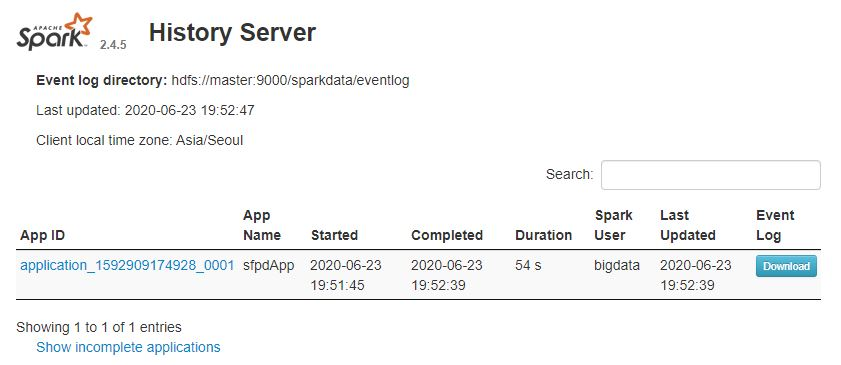 APACHE
Spark 2.4.5 History Server
Event log directory: hdfs://master:9000/sparkdata/eventlog
Last updated: 2020-06-23 19:52:47
Client local time zone: Asia/Seoul
Search:
App ID App Name Started Completed Duration Spark User Last Updated Event Log
application_1592909174928_0001 sfpdApp 2020-06-23 19:51:45 2020-06-23 19:52:39 54 s bigdata 2020-06-23 19:52:39 Download
Showing 1 to 1 of 1 entries
Show incomplete applications